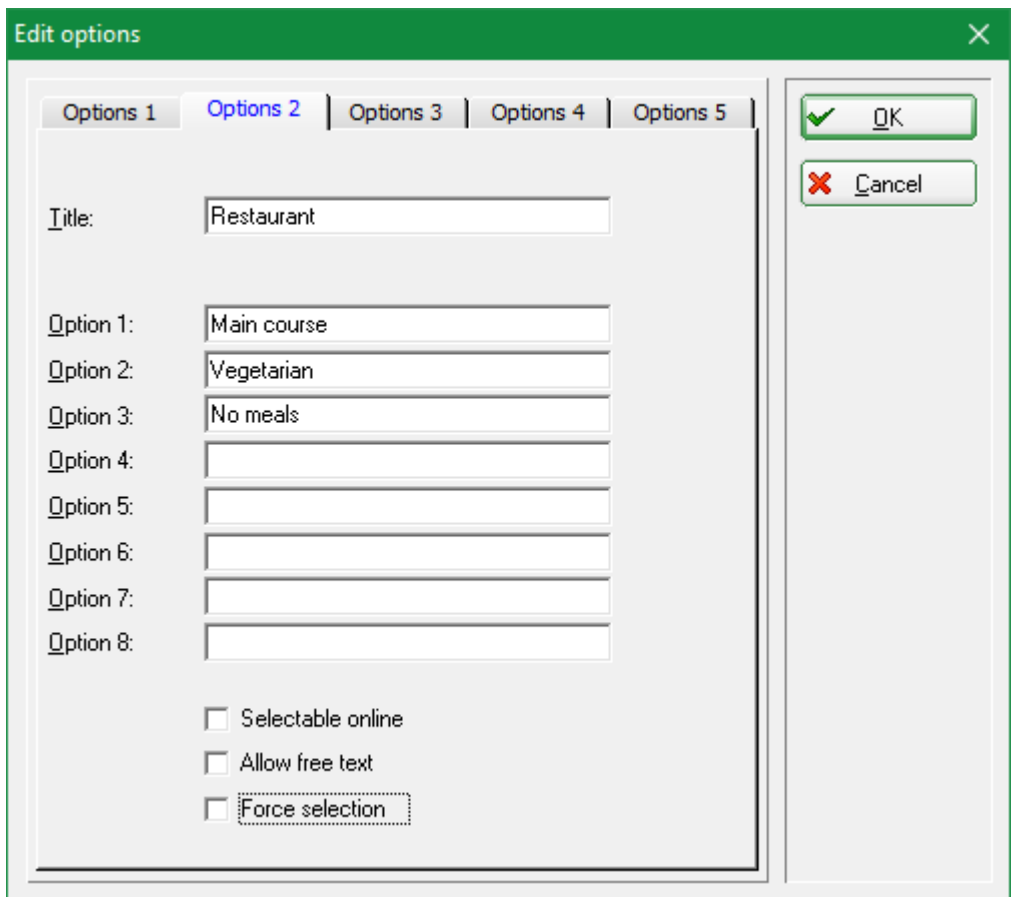 Edit options
Options 1 Options 2 Options 3 Options 4 Options 5
OK
Cancel
Title: Restaurant
Option 1: Main course
Option 2: Vegetarian
Option 3: No meals
Option 4:
Option 5:
Option 6:
Option 7:
Option 8:
Selectable online
Allow free text
Force selection